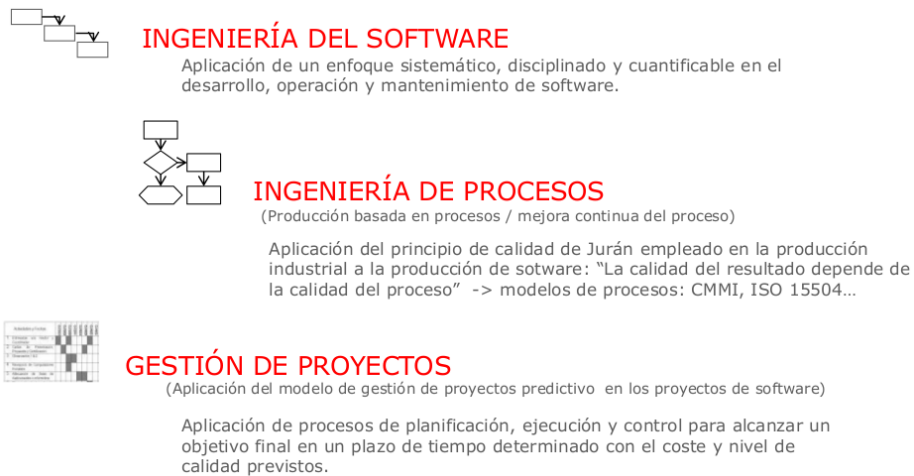 INGENIERÍA DEL SOFTWARE
Aplicación de un enfoque sistemático, disciplinado y cuantificable en el
desarrollo, operación y mantenimiento de software.
INGENIERÍA DE PROCESOS
(Producción basada en procesos / mejora continua del proceso)
Aplicación del principio de calidad de Jurán empleado en la producción
industrial a la producción de sotware: “La calidad del resultado depende de
la calidad del proceso” -> modelos de procesos: CMMI, ISO 15504…
GESTIÓN DE PROYECTOS
(Aplicación del modelo de gestión de proyectos predictivo en los proyectos de software)
Aplicación de procesos de planificación, ejecución y control para alcanzar un
objetivo final en un plazo de tiempo determinado con el coste y nivel de
calidad previstos.